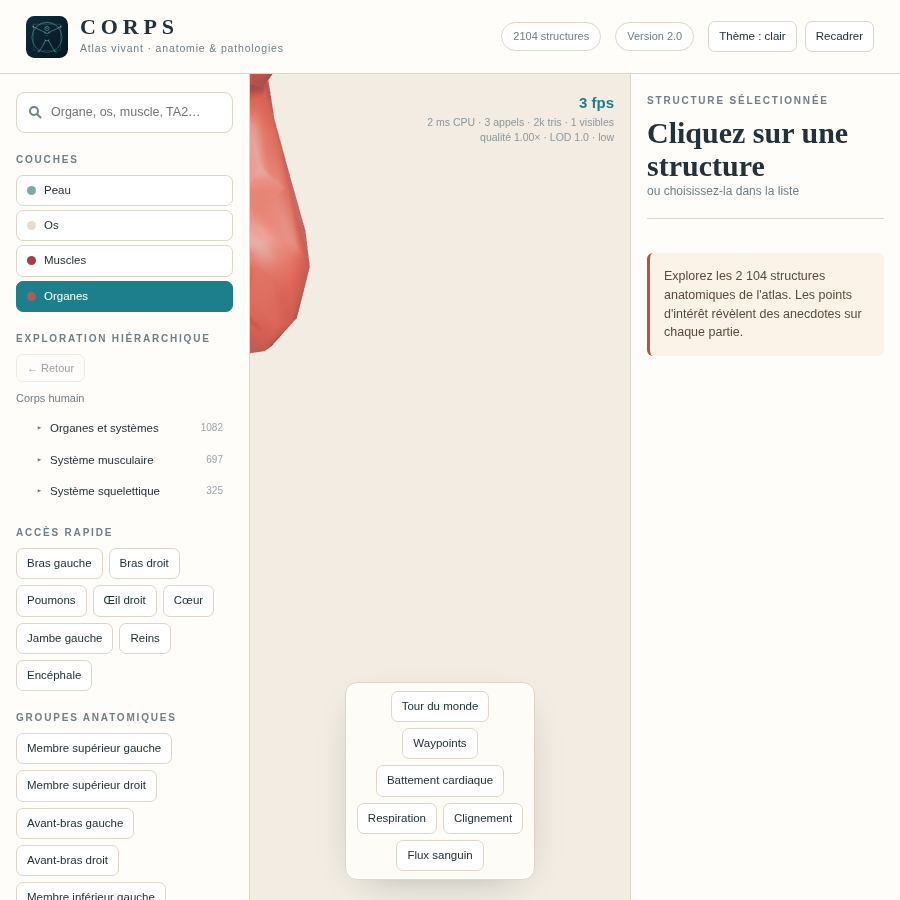 CORPS
Atlas vivant · anatomie & pathologies
2104 structures
Version 2.0
Thème : clair
Recadrer
Organe, os, muscle, TA2…
COUCHES
Peau
Os
Muscles
Organes
EXPLORATION HIÉRARCHIQUE
← Retour
Corps humain
Organes et systèmes 1082
Système musculaire 697
Système squelettique 325
ACCÈS RAPIDE
Bras gauche
Bras droit
Poumons
Œil droit
Cœur
Jambe gauche
Reins
Encéphale
GROUPES ANATOMIQUES
Membre supérieur gauche
Membre supérieur droit
Avant-bras gauche
Avant-bras droit
Membre inférieur gauche
3 fps
2 ms CPU · 3 appels · 2k tris · 1 visibles
qualité 1.00× · LOD 1.0 · low
Tour du monde
Waypoints
Battement cardiaque
Respiration
Clignement
Flux sanguin
STRUCTURE SÉLECTIONNÉE
Cliquez sur une
structure
ou choisissez-la dans la liste
Explorez les 2 104 structures
anatomiques de l'atlas. Les points
d'intérêt révèlent des anecdotes sur
chaque partie.